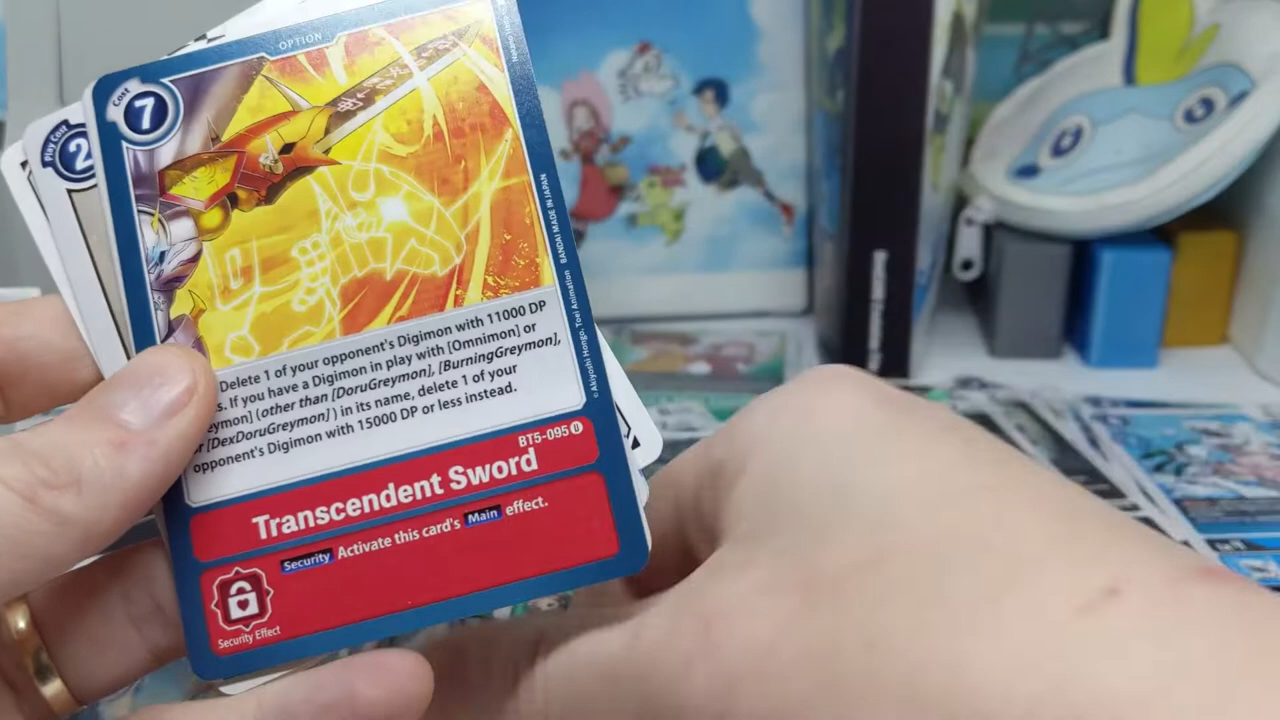 OPTION
Cost
7
Play Cost
2
Delete 1 of your opponent's Digimon with 11000 DP
s. If you have a Digimon in play with [Omnimon] or
eymon] (other than [DoruGreymon], [BurningGreymon],
r [DexDoruGreymon]) in its name, delete 1 of your
opponent's Digimon with 15000 DP or less instead.
BT5-095 U
Transcendent Sword
Security Activate this card's Main effect.
Security Effect
©Akiyoshi Hongo, Toei Animation BANDAI MADE IN JAPAN